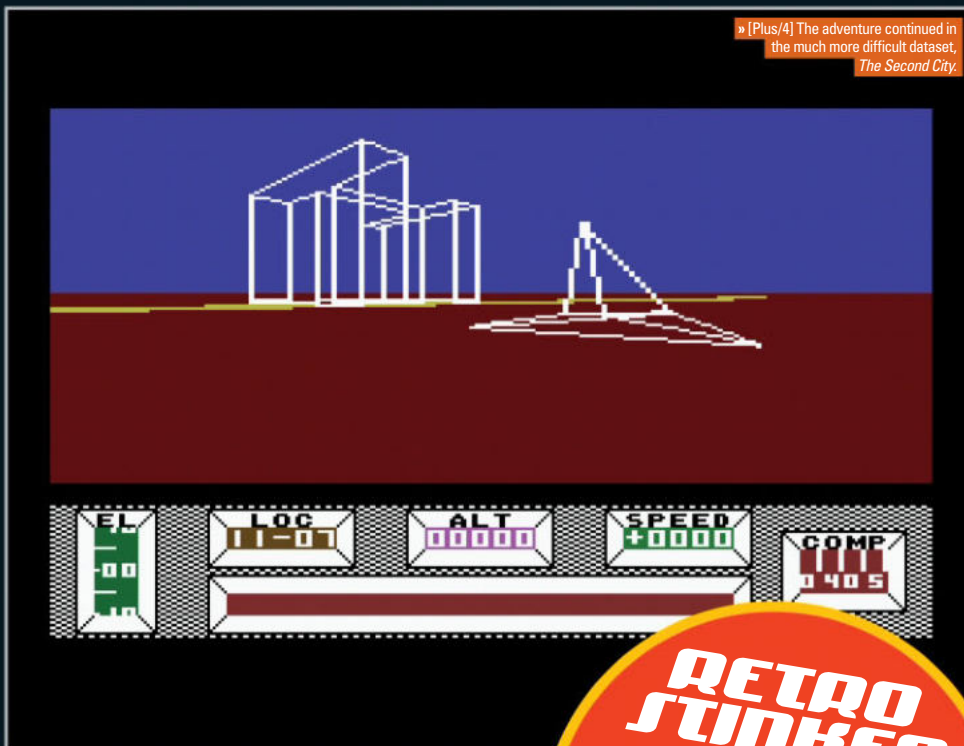 » [Plus/4] The adventure continued in
the much more difficult dataset,
The Second City.
EL
LOC
ALT
SPEED
COMP
-00
11-07
00000
+0000
0405
RETRO